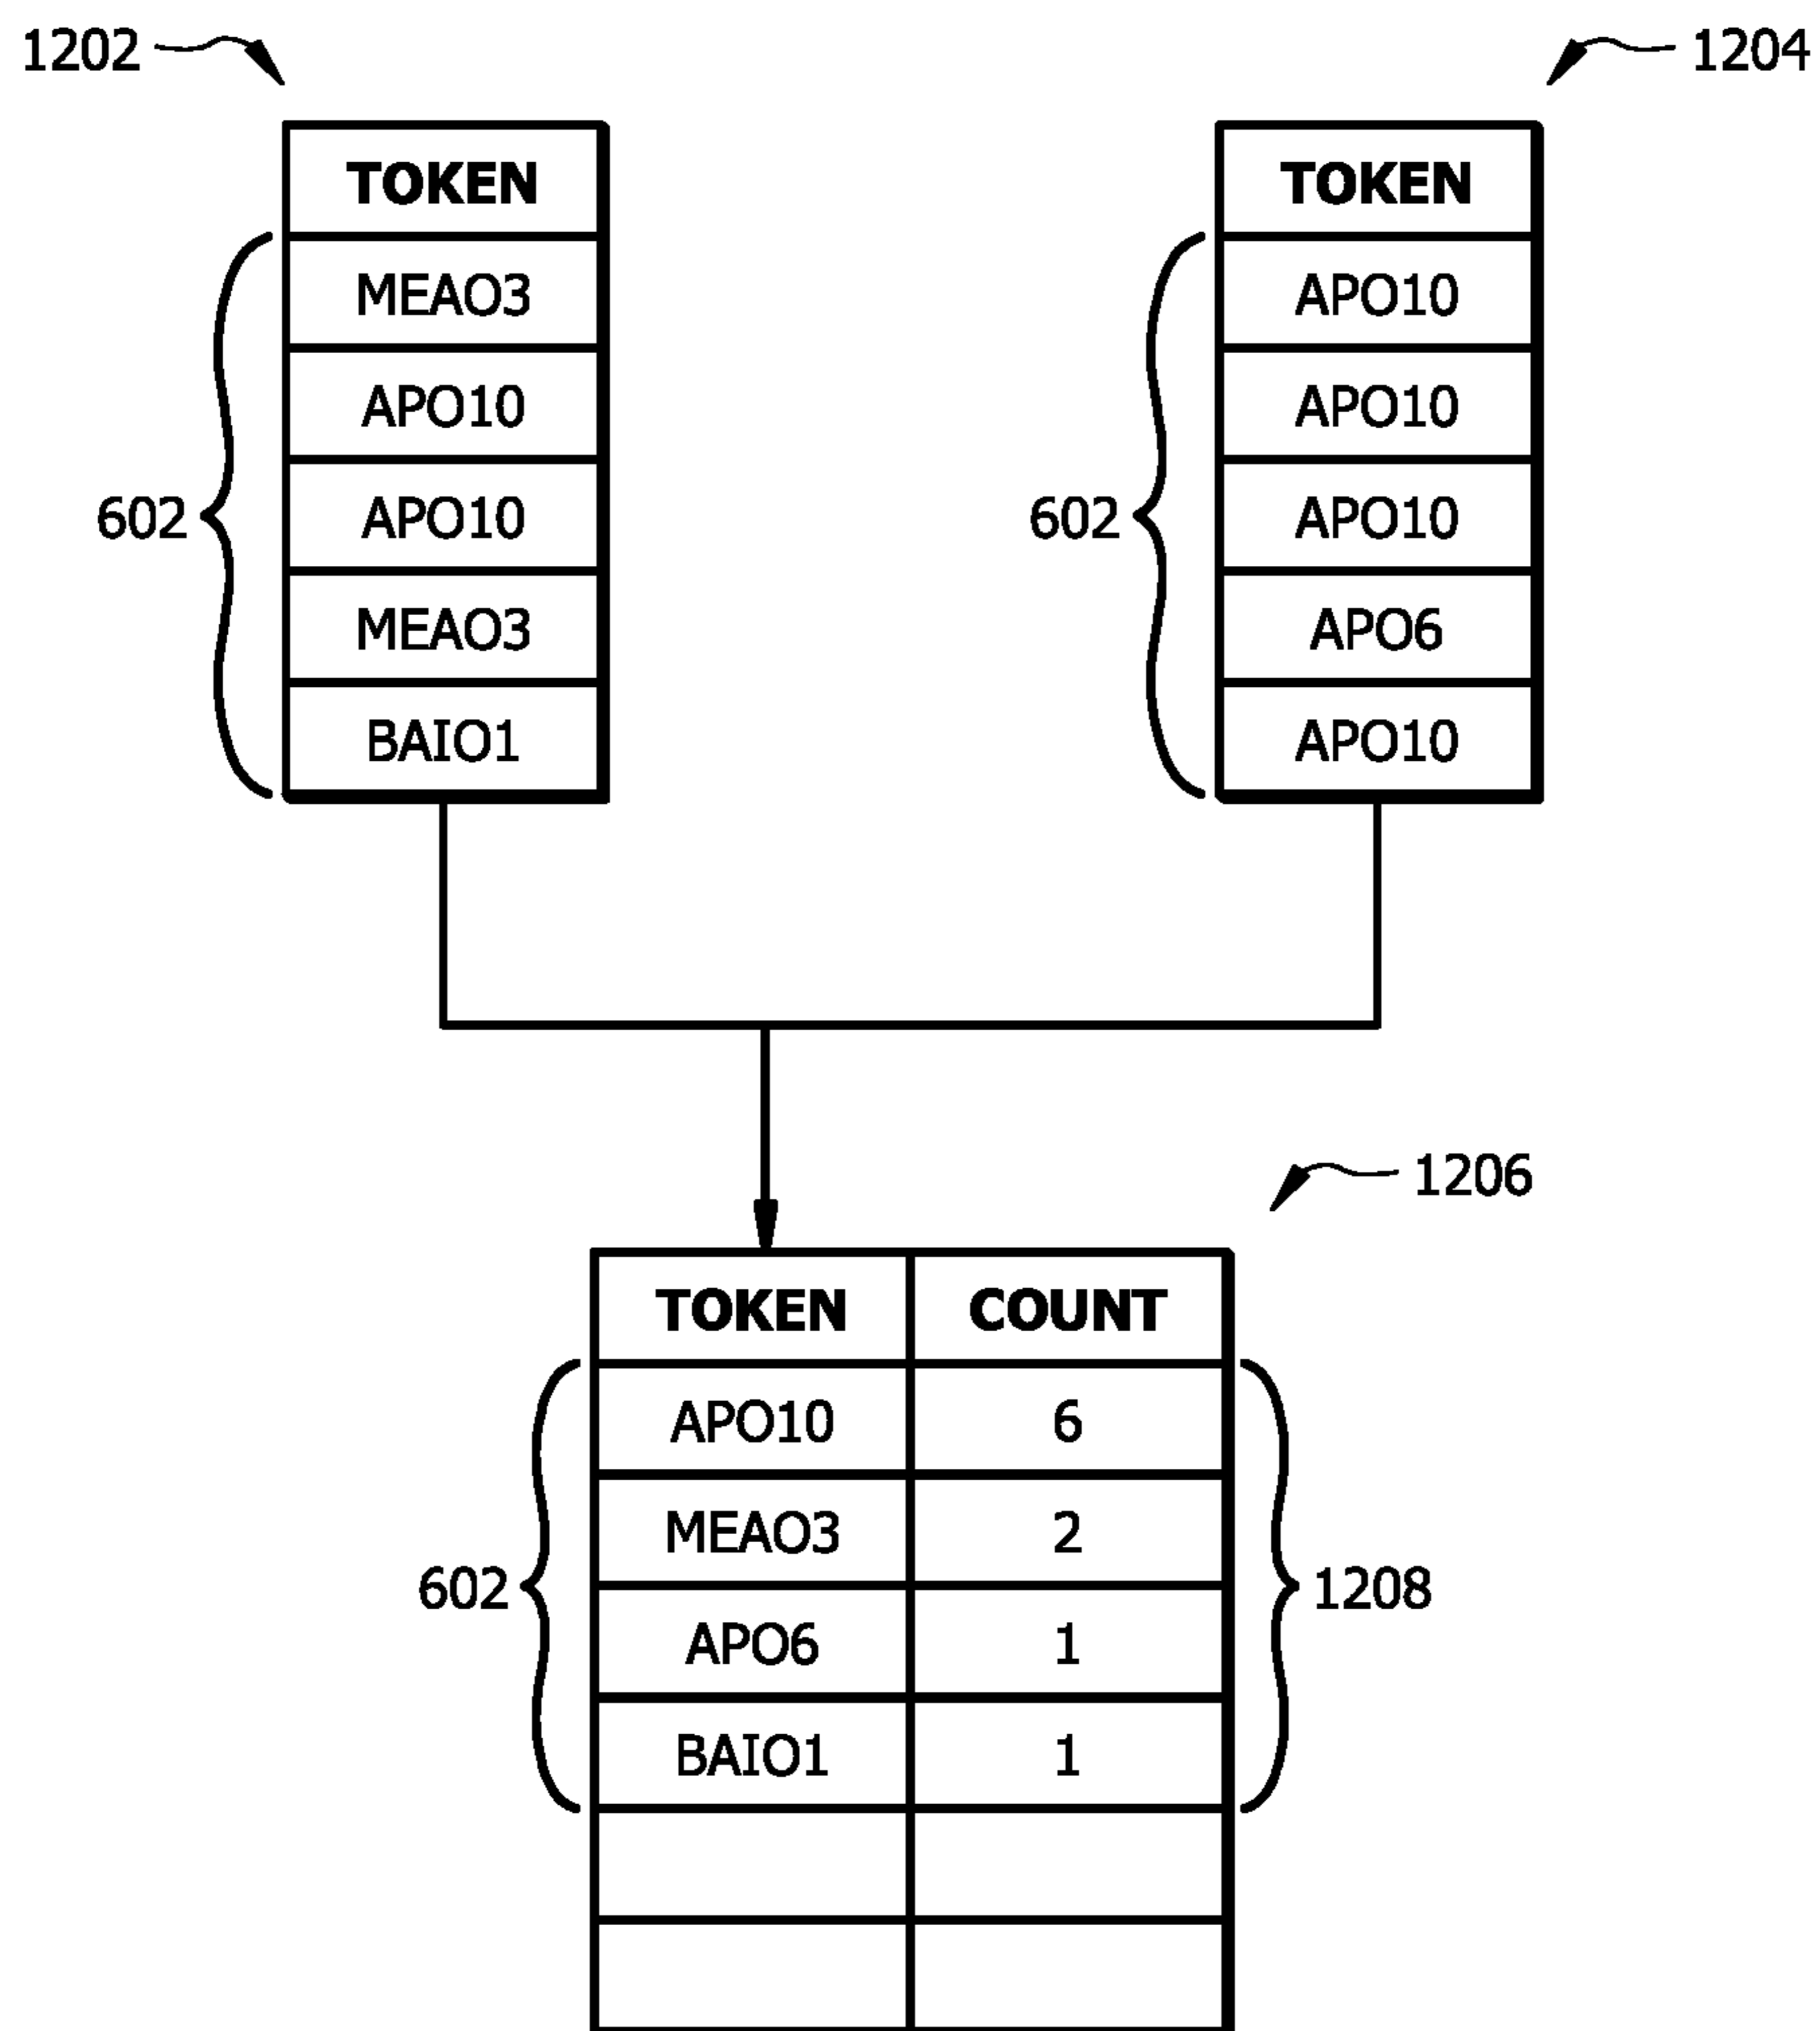 1202
1204
TOKEN
MEAO3
APO10
APO10
MEAO3
BAIO1
602
TOKEN
APO10
APO10
APO10
APO6
APO10
602
1206
TOKEN COUNT
APO10 6
MEAO3 2
APO6 1
BAIO1 1
602
1208